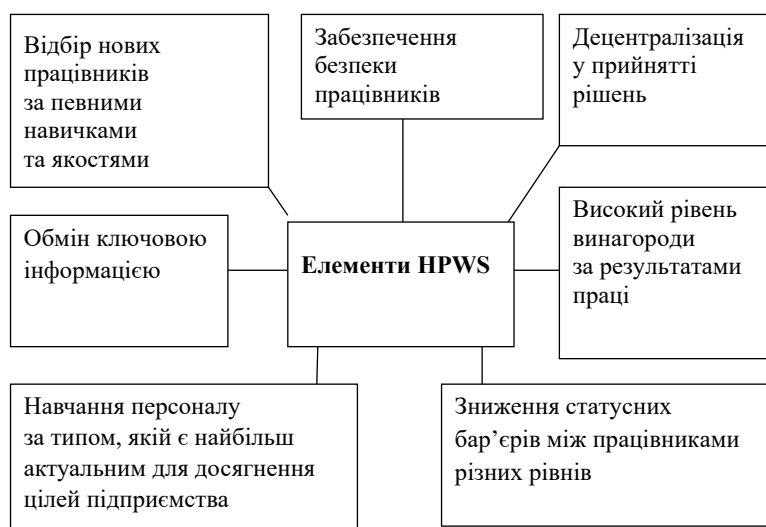 Відбір нових
працівників
за певними
навичками
та якостями
Забезпечення
безпеки
працівників
Децентралізація
у прийнятті
рішень
Обмін ключовою
інформацією
Елементи HPWS
Високий рівень
винагороди
за результатами
праці
Навчання персоналу
за типом, якій є найбільш
актуальним для досягнення
цілей підприємства
Зниження статусних
бар’єрів між працівниками
різних рівнів